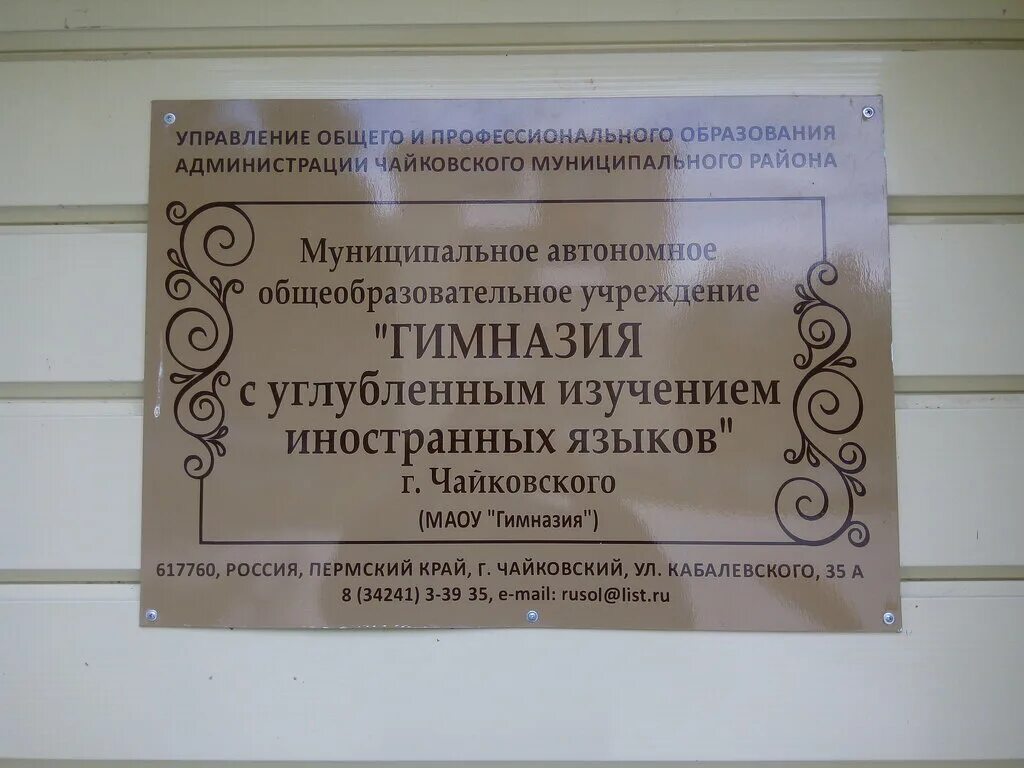 УПРАВЛЕНИЕ ОБЩЕГО И ПРОФЕССИОНАЛЬНОГО ОБРАЗОВАНИЯ
АДМИНИСТРАЦИИ ЧАЙКОВСКОГО МУНИЦИПАЛЬНОГО РАЙОНА
Муниципальное автономное
общеобразовательное учреждение
"ГИМНАЗИЯ
с углубленным изучением
иностранных языков"
г. Чайковского
(МАОУ "Гимназия")
617760, РОССИЯ, ПЕРМСКИЙ КРАЙ, Г. ЧАЙКОВСКИЙ, УЛ. КАБАЛЕВСКОГО, 35 А
8 (34241) 3-39 35, e-mail: rusol@list.ru